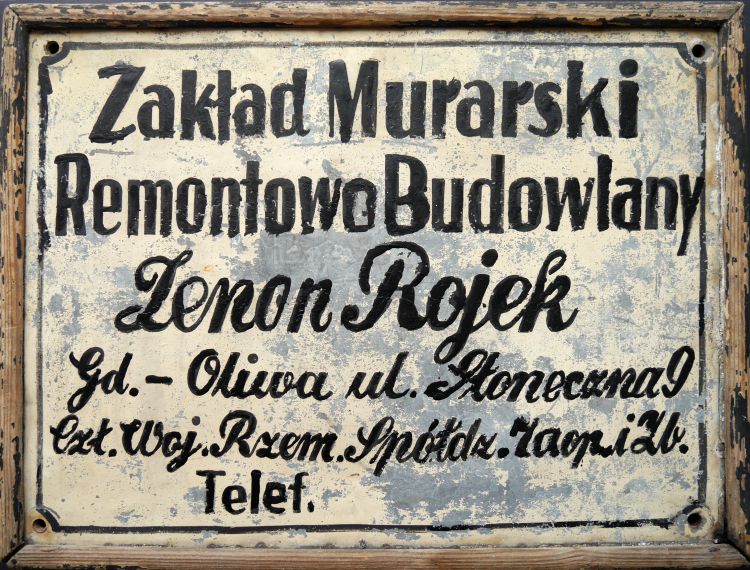 Zakład Murarski
Remontowo Budowlany
Zenon Rojek
Gd.- Oliwa ul. Słoneczna 9
Czł. Woj. Rzem. Spółdz. Zaop. i Zb.
Telef.